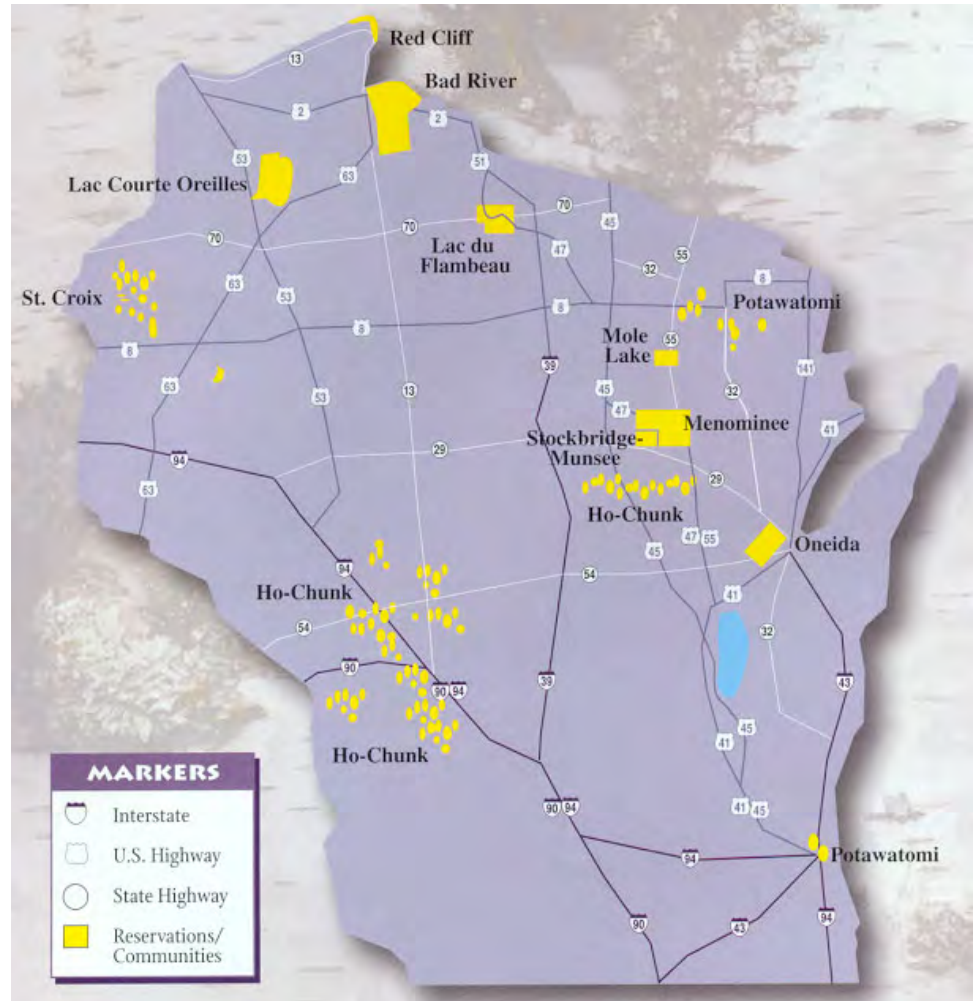 Red Cliff
13
Bad River
2
2
53
51
63
Lac Courte Oreilles
70
70
45
70
Lac du
Flambeau
47
55
32
63
8
St. Croix
53
Potawatomi
8
8
8
Mole
Lake
55
39
141
63
13
45
32
53
47
Menominee
41
Stockbridge-
Munsee
29
94
29
63
Ho-Chunk
47
55
Oneida
45
94
54
Ho-Chunk
41
54
32
90
39
43
90
94
45
41
Ho-Chunk
MARKERS
Interstate
U.S. Highway
State Highway
Reservations/
Communities
90
94
41
45
94
Potawatomi
90
43
94